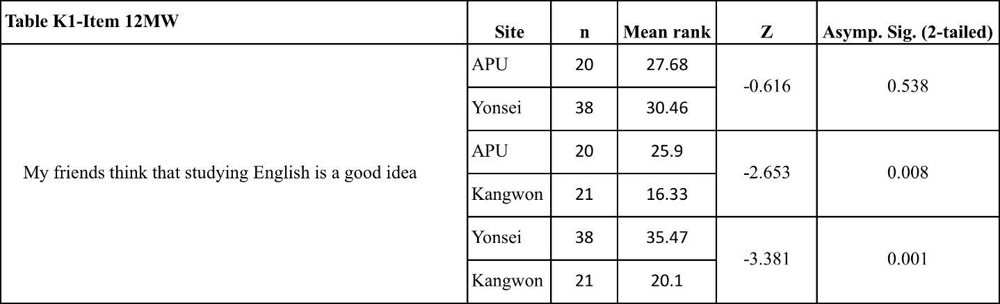 Table K1-Item 12MW Site n Mean rank Z Asymp. Sig. (2-tailed)
My friends think that studying English is a good idea
APU 20 27.68 -0.616 0.538
Yonsei 38 30.46
APU 20 25.9 -2.653 0.008
Kangwon 21 16.33
Yonsei 38 35.47 -3.381 0.001
Kangwon 21 20.1